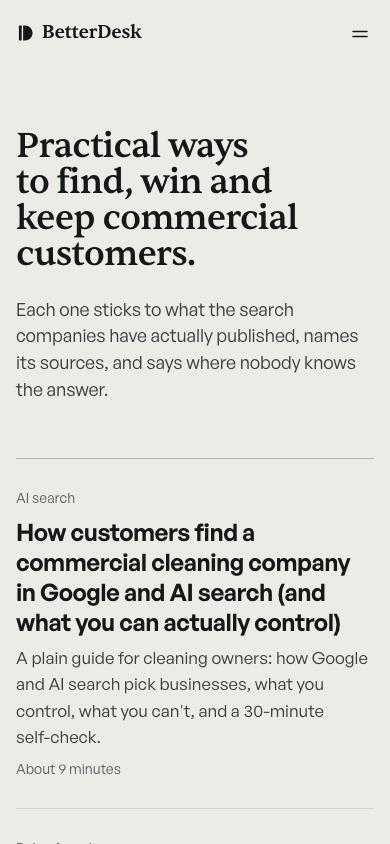 BetterDesk
Practical ways
to find, win and
keep commercial
customers.
Each one sticks to what the search
companies have actually published, names
its sources, and says where nobody knows
the answer.
AI search
How customers find a
commercial cleaning company
in Google and AI search (and
what you can actually control)
A plain guide for cleaning owners: how Google
and AI search pick businesses, what you
control, what you can't, and a 30-minute
self-check.
About 9 minutes